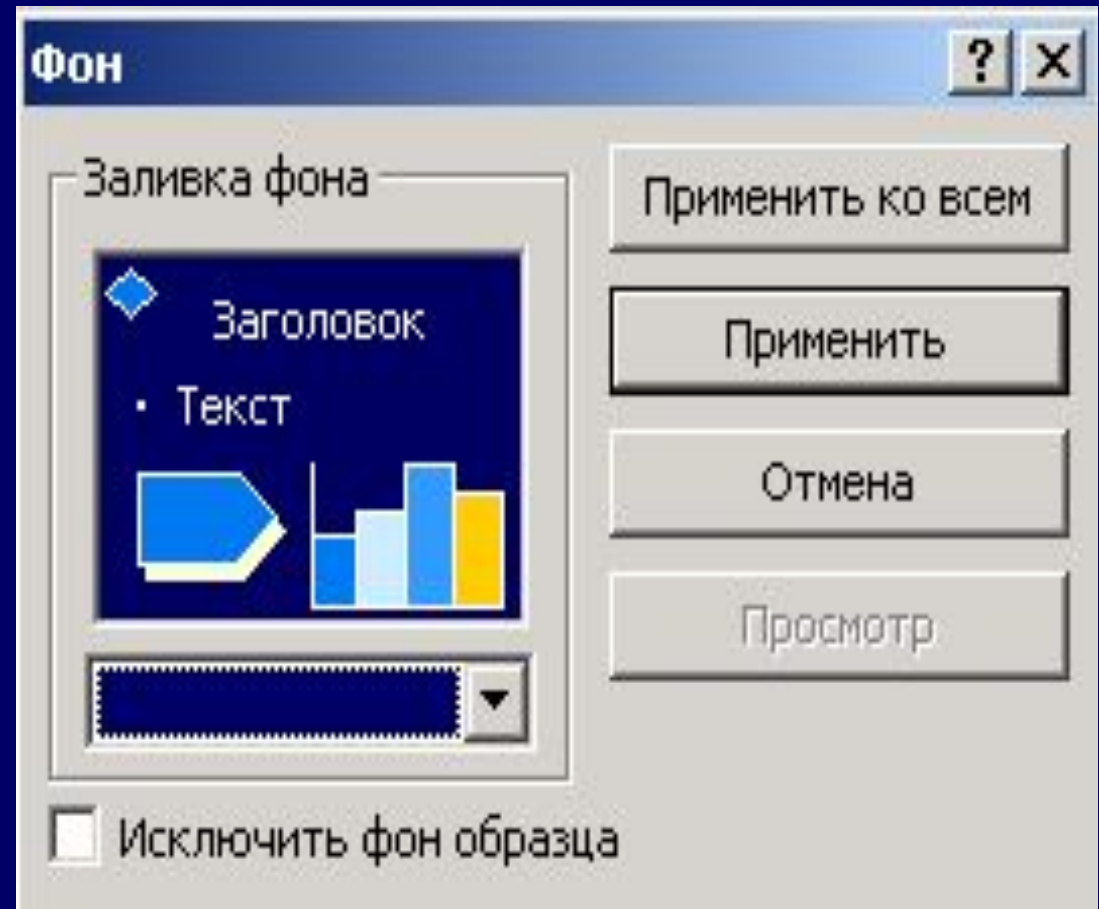 Фон
Заливка фона
Заголовок
· Текст
Применить ко всем
Применить
Отмена
Просмотр
Исключить фон образца